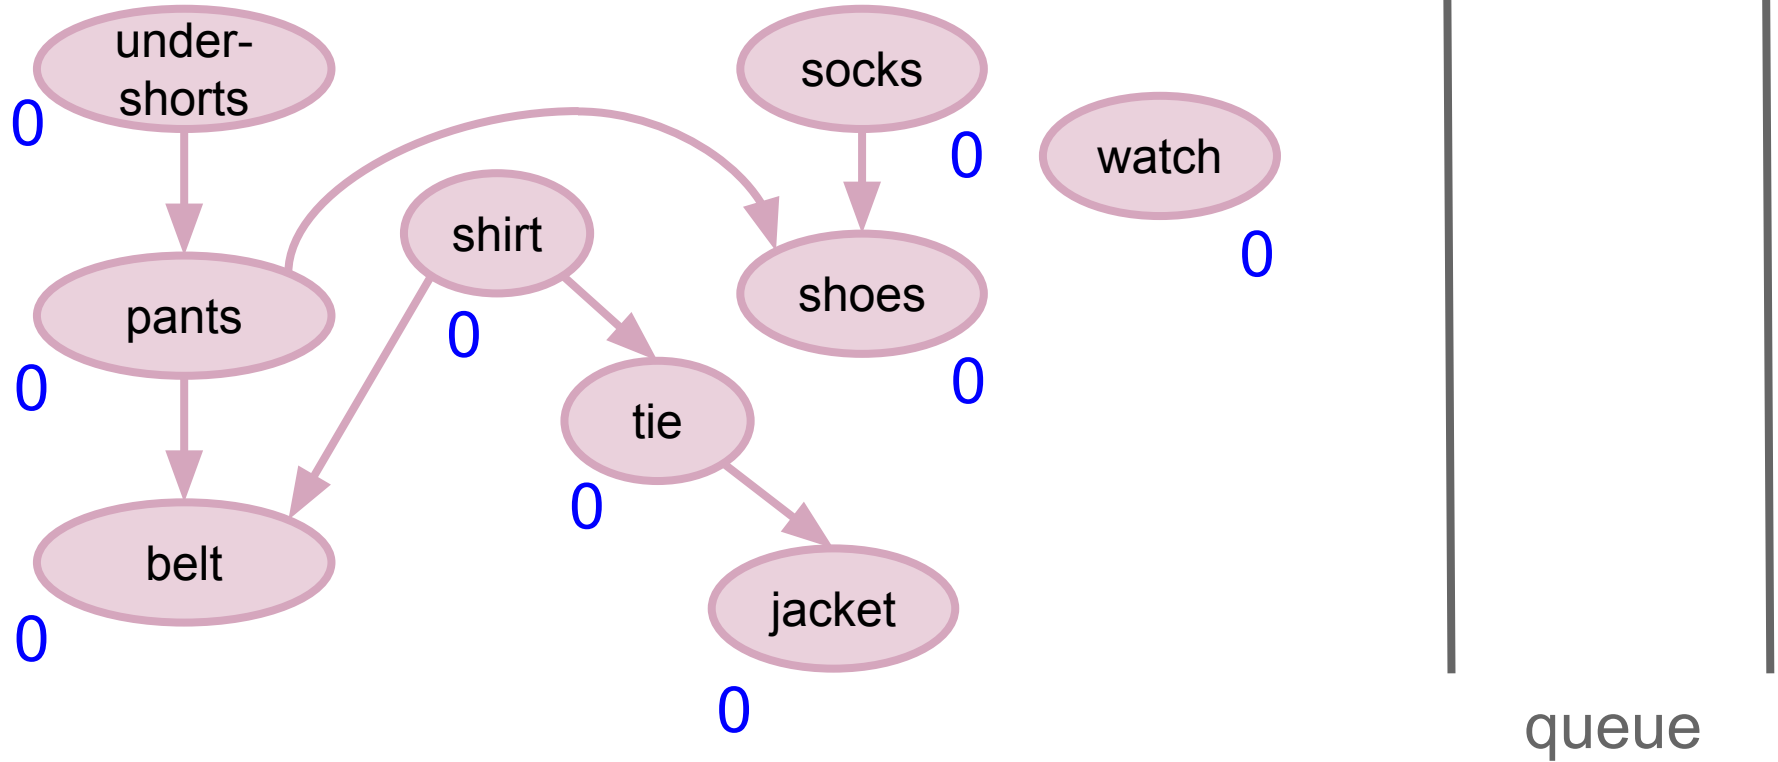 under-
shorts
0
socks
0
watch
0
shirt
0
pants
0
shoes
0
tie
0
belt
0
jacket
0
queue